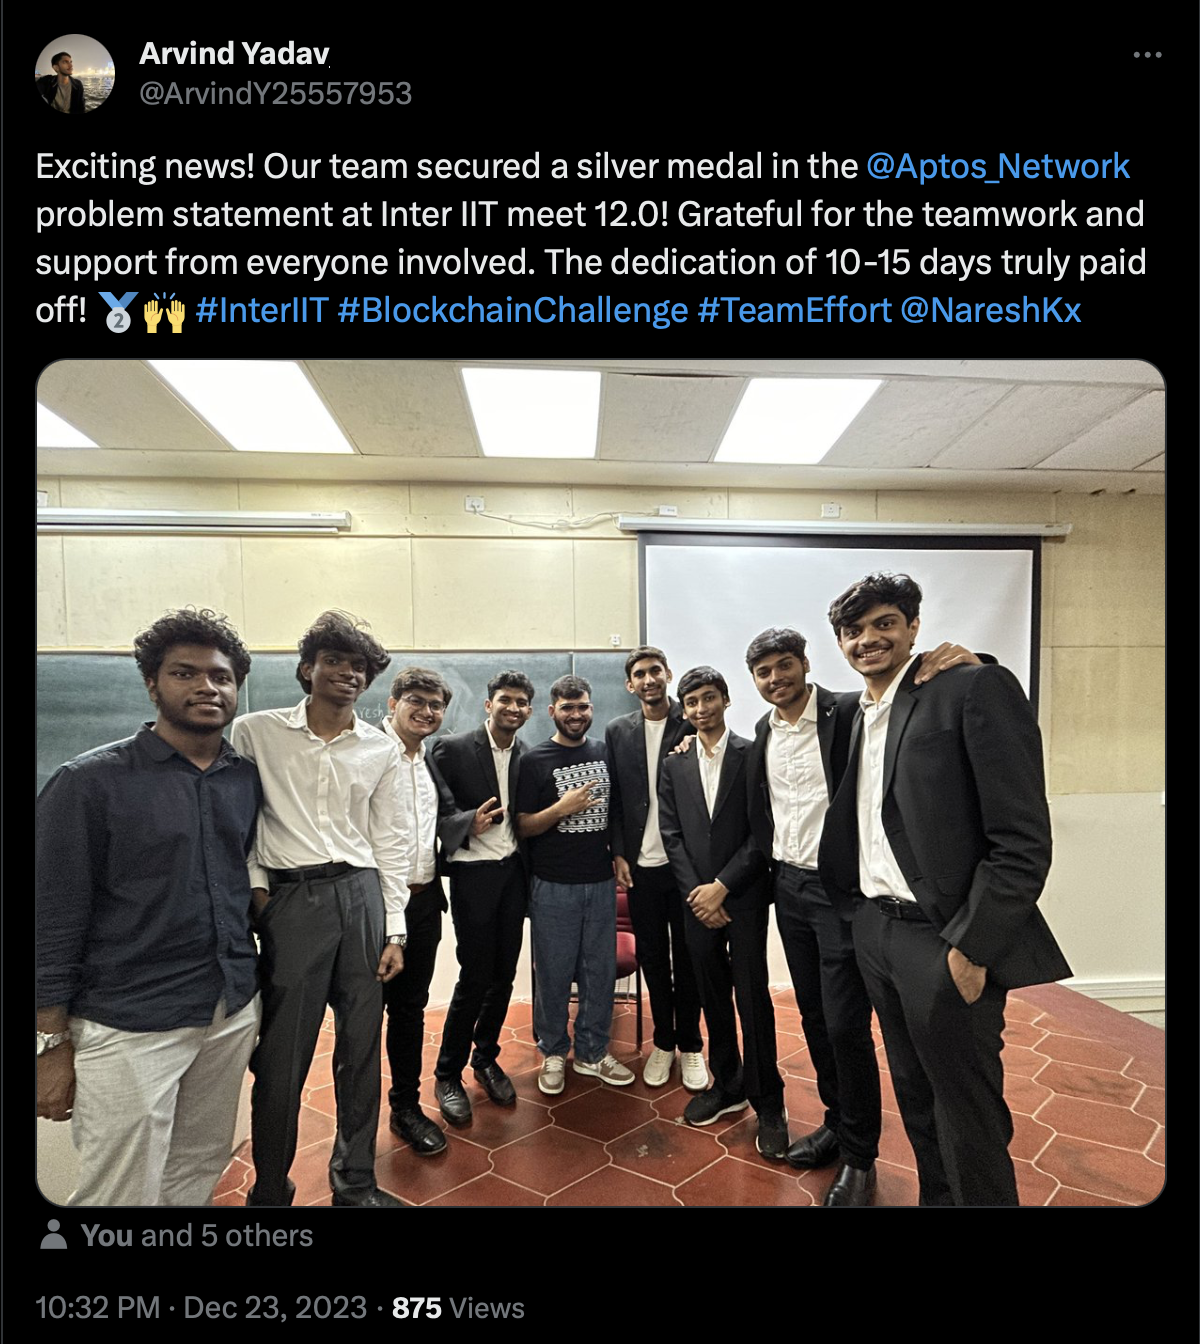 Arvind Yadav
@ArvindY25557953
Exciting news! Our team secured a silver medal in the @Aptos_Network
problem statement at Inter IIT meet 12.0! Grateful for the teamwork and
support from everyone involved. The dedication of 10-15 days truly paid
off! 🥈🙌 #InterIIT #BlockchainChallenge #TeamEffort @NareshKx
You and 5 others
10:32 PM · Dec 23, 2023 · 875 Views